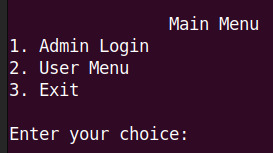 Main Menu
1. Admin Login
2. User Menu
3. Exit
Enter your choice: